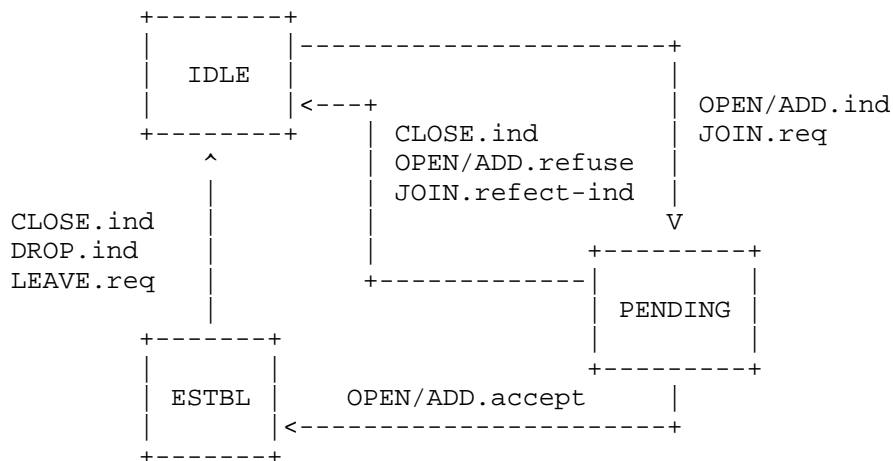 IDLE
OPEN/ADD.ind
JOIN.req
CLOSE.ind
OPEN/ADD.refuse
JOIN.refect-ind
CLOSE.ind
DROP.ind
LEAVE.req
PENDING
ESTBL
OPEN/ADD.accept